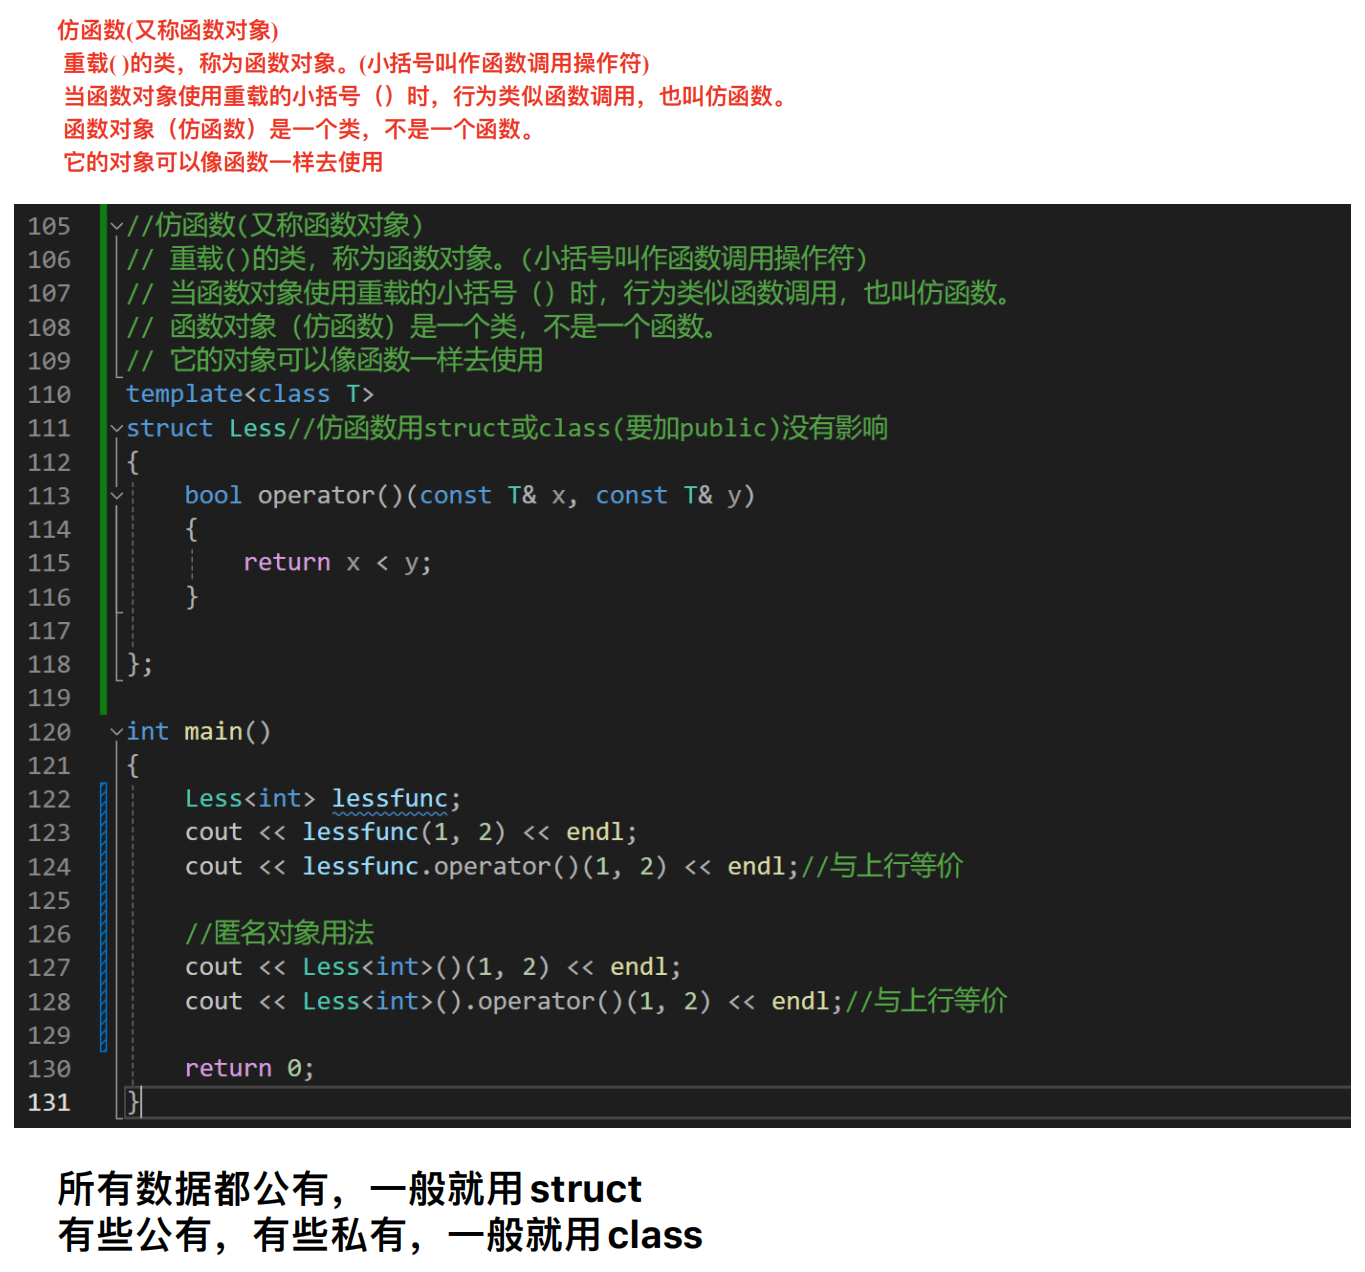 仿函数(又称函数对象)
重载( )的类，称为函数对象。(小括号叫作函数调用操作符)
当函数对象使用重载的小括号（）时，行为类似函数调用，也叫仿函数。
函数对象（仿函数）是一个类，不是一个函数。
它的对象可以像函数一样去使用
105 //仿函数(又称函数对象)
106 // 重载()的类，称为函数对象。(小括号叫作函数调用操作符)
107 // 当函数对象使用重载的小括号（）时，行为类似函数调用，也叫仿函数。
108 // 函数对象（仿函数）是一个类，不是一个函数。
109 // 它的对象可以像函数一样去使用
110 template<class T>
111 struct Less//仿函数用struct或class(要加public)没有影响
112 {
113     bool operator()(const T& x, const T& y)
114     {
115         return x < y;
116     }
117
118 };
119
120 int main()
121 {
122     Less<int> lessfunc;
123     cout << lessfunc(1, 2) << endl;
124     cout << lessfunc.operator()(1, 2) << endl;//与上行等价
125
126     //匿名对象用法
127     cout << Less<int>()(1, 2) << endl;
128     cout << Less<int>().operator()(1, 2) << endl;//与上行等价
129
130     return 0;
131 }
所有数据都公有，一般就用struct
有些公有，有些私有，一般就用class